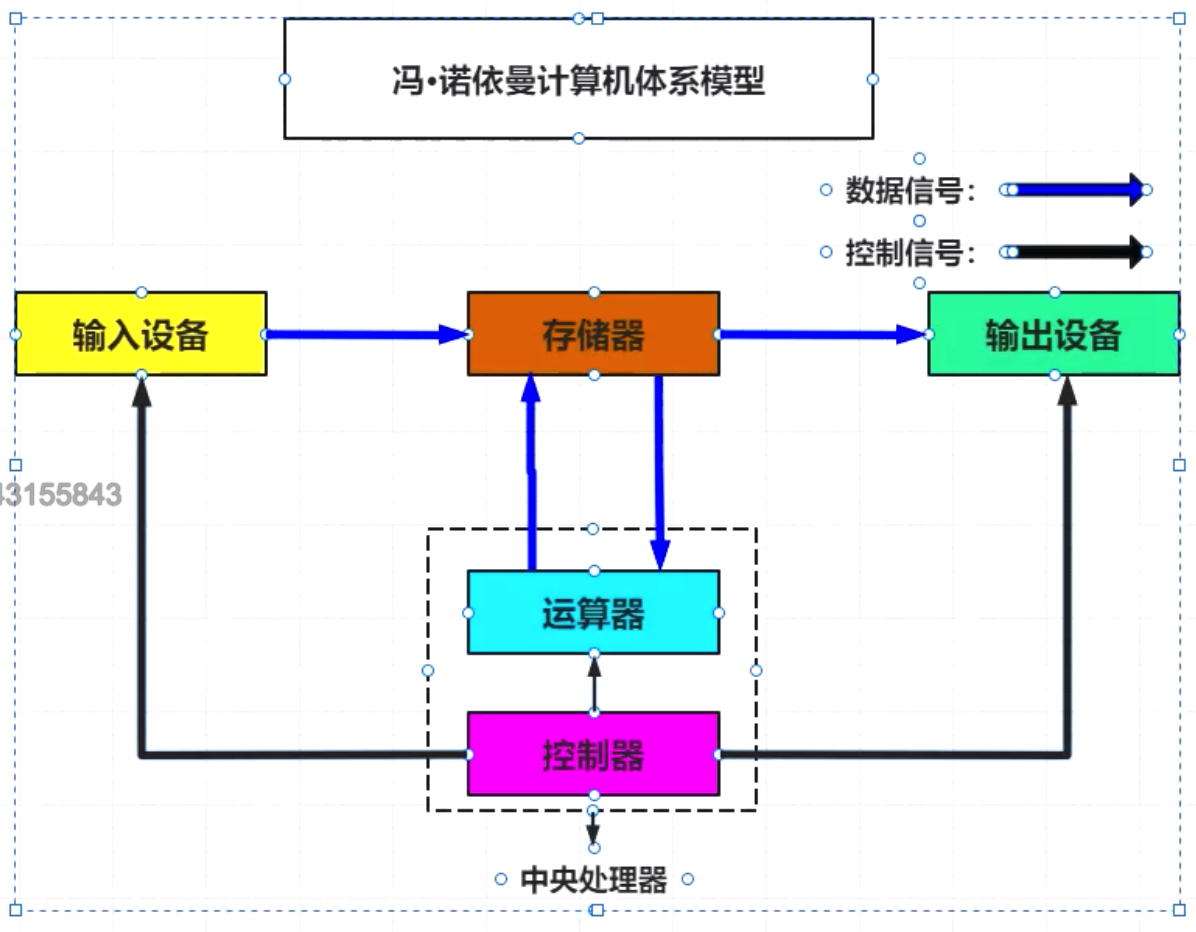 冯•诺依曼计算机体系模型
数据信号：
控制信号：
输入设备
存储器
输出设备
43155843
运算器
控制器
中央处理器